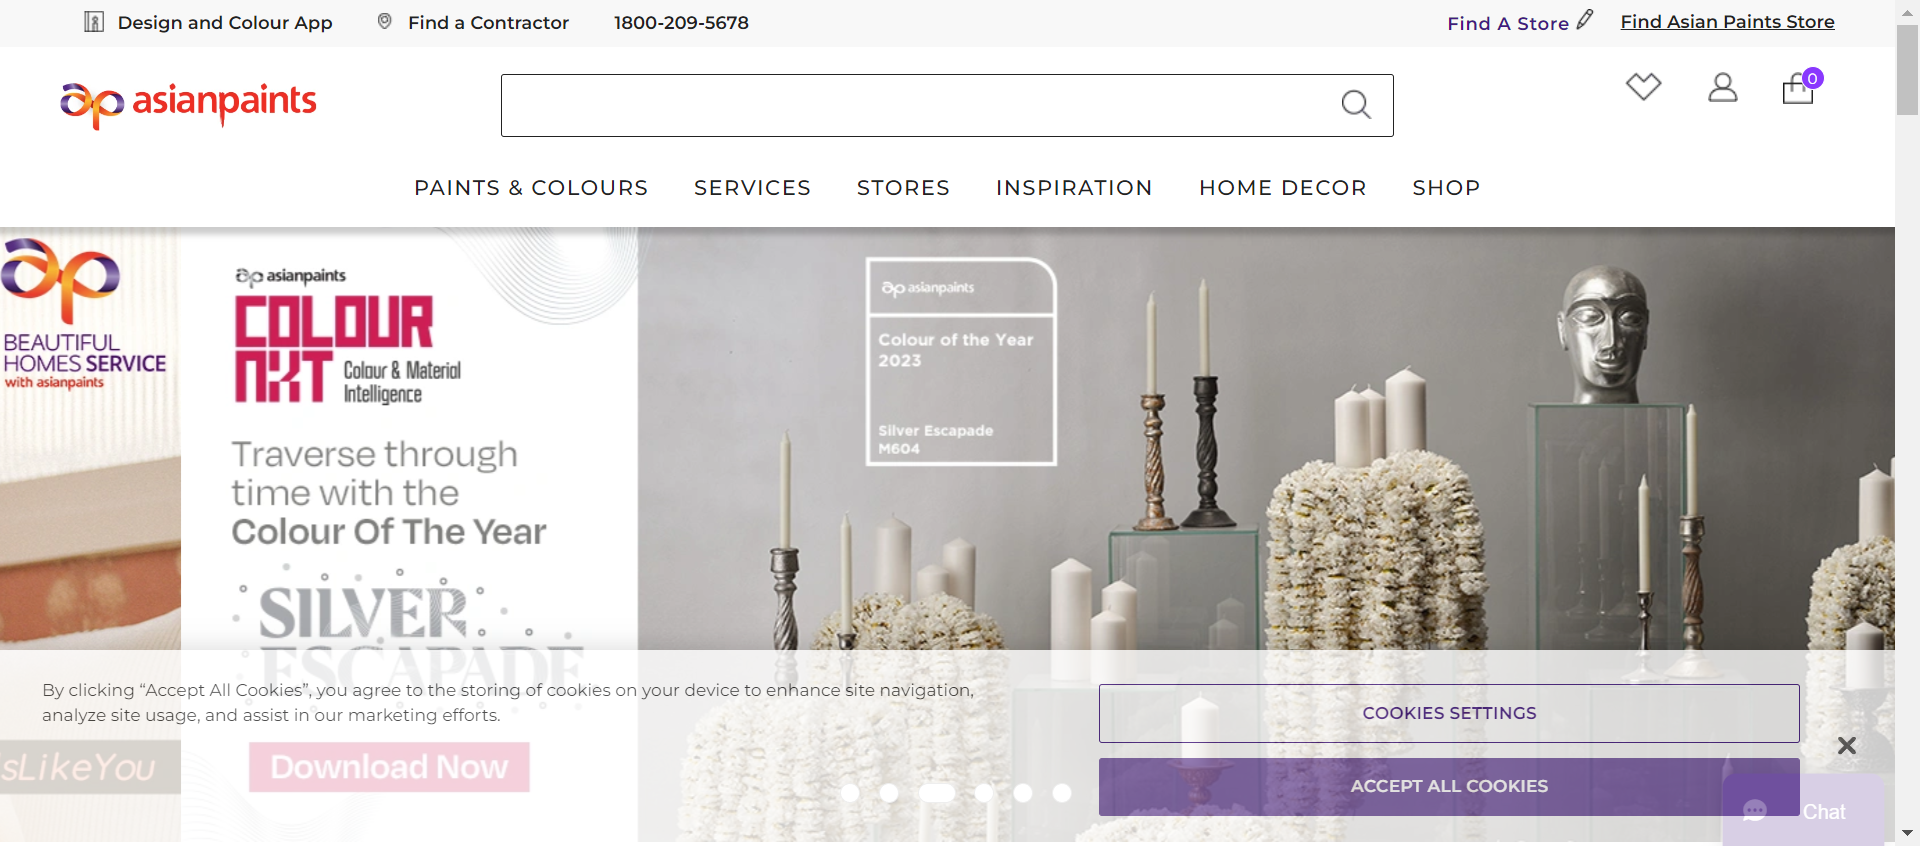 Design and Colour App
Find a Contractor
1800-209-5678
Find A Store
Find Asian Paints Store
asianpaints
0
PAINTS & COLOURS
SERVICES
STORES
INSPIRATION
HOME DECOR
SHOP
BEAUTIFUL
HOMES SERVICE
with asianpaints
asianpaints
COLOUR
NXT
Colour & Material
Intelligence
Traverse through
time with the
Colour Of The Year
SILVER
ESCAPADE
Download Now
asianpaints
Colour of the Year
2023
Silver Escapade
M604
sLikeYou
By clicking “Accept All Cookies”, you agree to the storing of cookies on your device to enhance site navigation,
analyze site usage, and assist in our marketing efforts.
COOKIES SETTINGS
ACCEPT ALL COOKIES
Chat